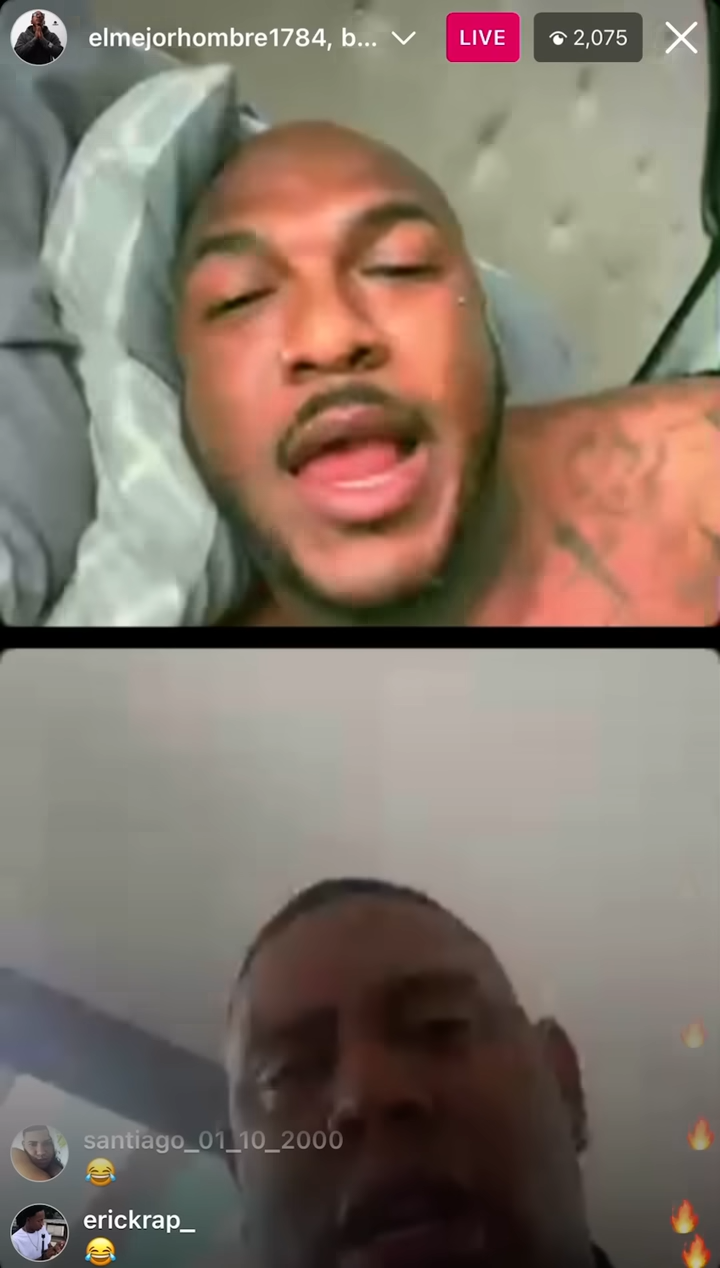 elmejorhombre1784, b...
LIVE
2,075
santiago_01_10_2000
😂
erickrap_
😂